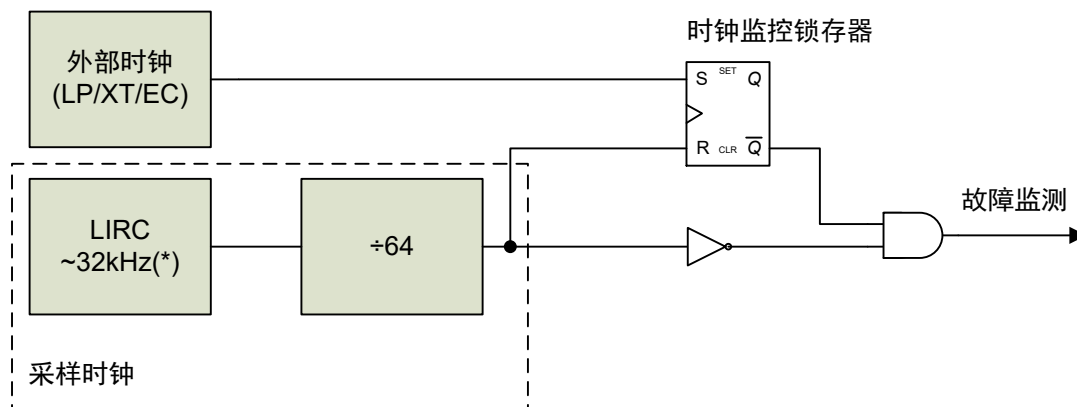 时钟监控锁存器
外部时钟
(LP/XT/EC)
S SET Q
R CLR Q̅
LIRC
~32kHz(*)
÷64
故障监测
采样时钟